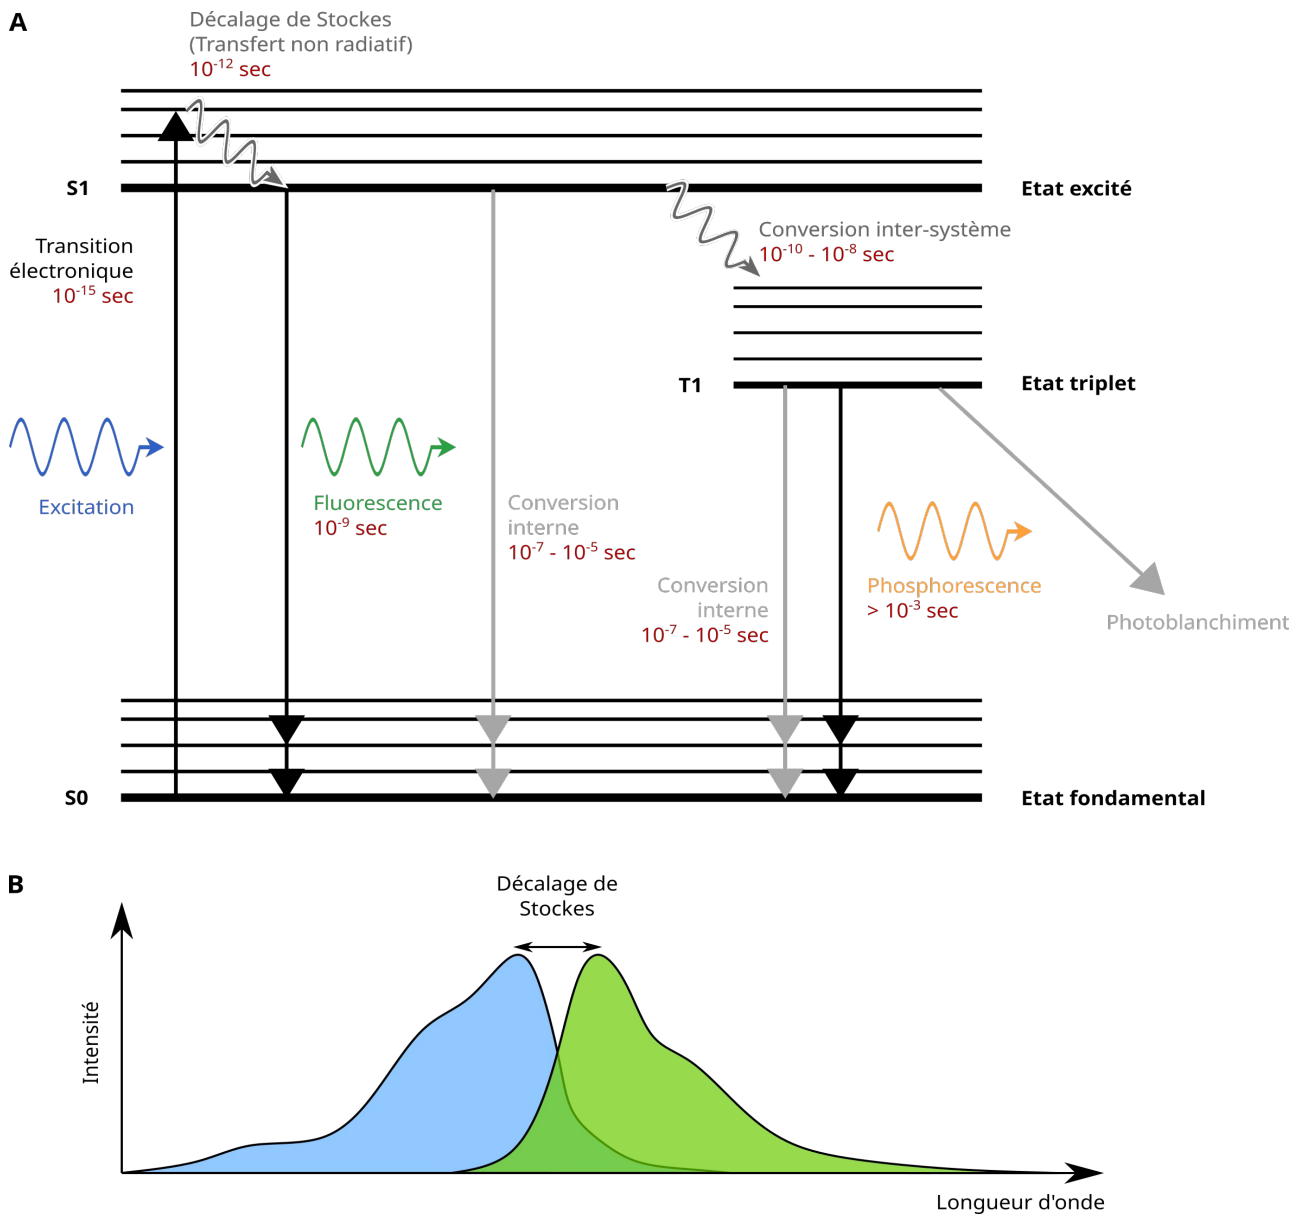 A
Décalage de Stockes
(Transfert non radiatif)
10⁻¹² sec
S1
Etat excité
Transition
électronique
10⁻¹⁵ sec
Conversion inter-système
10⁻¹⁰ - 10⁻⁸ sec
T1
Etat triplet
Excitation
Fluorescence
10⁻⁹ sec
Conversion
interne
10⁻⁷ - 10⁻⁵ sec
Conversion
interne
10⁻⁷ - 10⁻⁵ sec
Phosphorescence
> 10⁻³ sec
Photoblanchiment
S0
Etat fondamental
B
Décalage de
Stockes
Intensité
Longueur d'onde